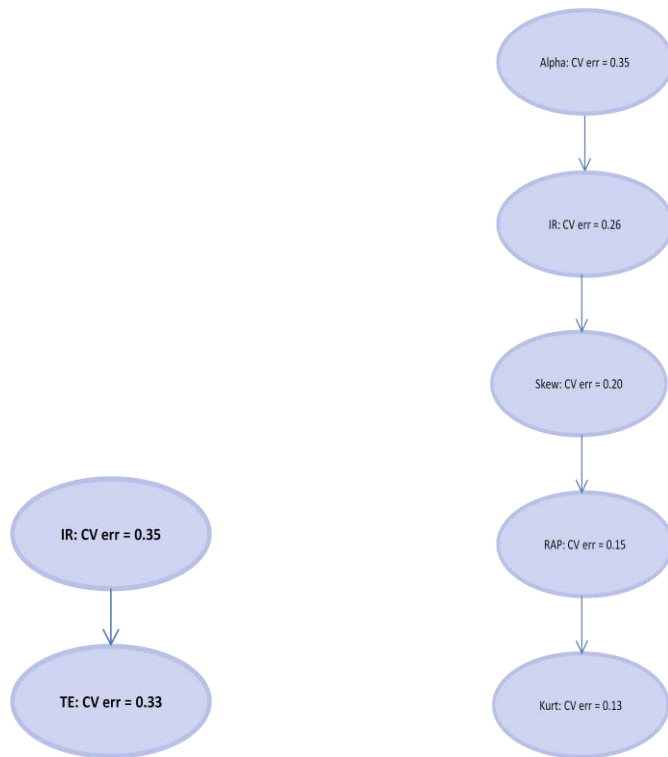 Alpha: CV err = 0.35
IR: CV err = 0.26
Skew: CV err = 0.20
RAP: CV err = 0.15
Kurt: CV err = 0.13
IR: CV err = 0.35
TE: CV err = 0.33